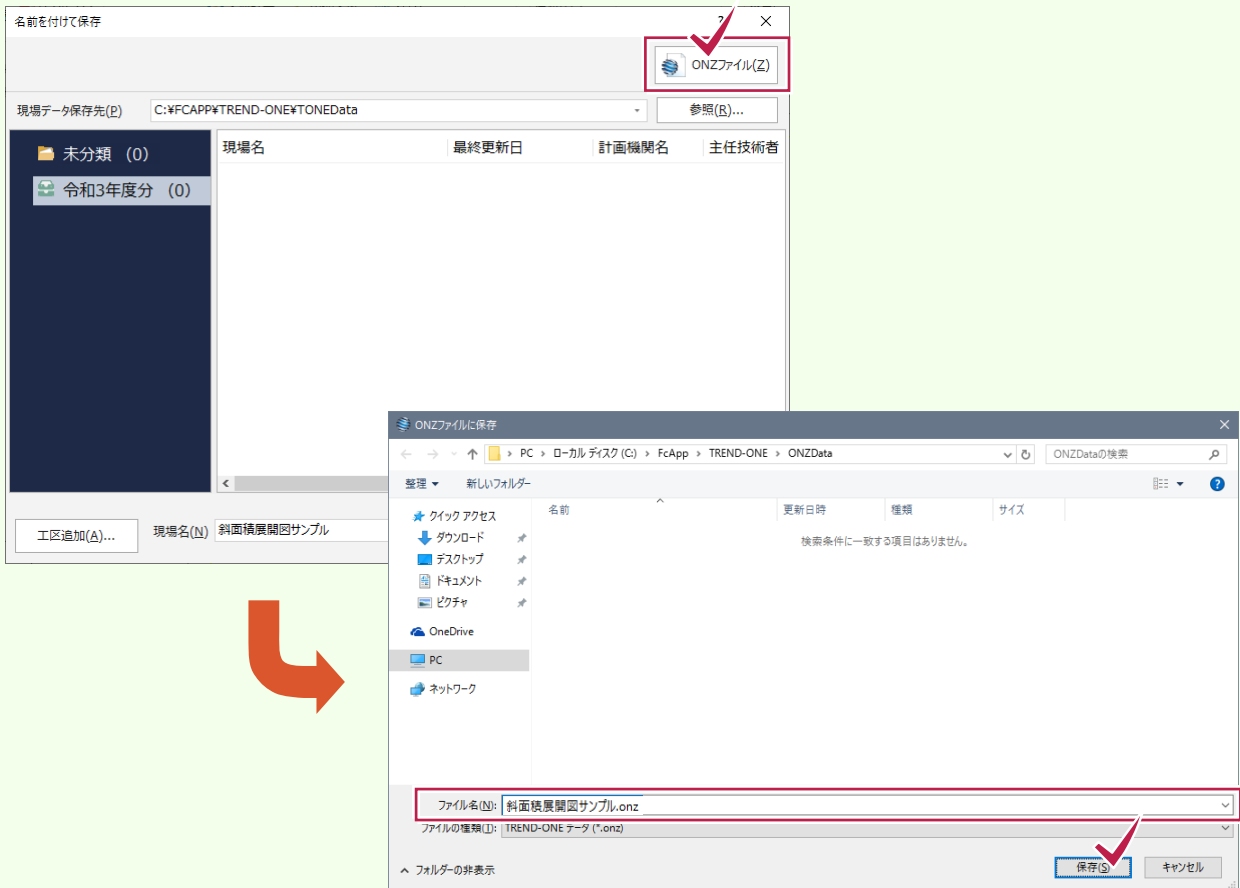 名前を付けて保存
ONZファイル(Z)
現場データ保存先(P) C:¥FCAPP¥TREND-ONE¥TONEData 参照(R)...
未分類 (0)
令和3年度分 (0)
現場名 最終更新日 計画機関名 主任技術者
工区追加(A)... 現場名(N) 斜面積展開図サンプル
ONZファイルに保存
PC › ローカル ディスク (C:) › FcApp › TREND-ONE › ONZData
ONZDataの検索
整理 新しいフォルダー
クイック アクセス
ダウンロード
デスクトップ
ドキュメント
ピクチャ
OneDrive
PC
ネットワーク
名前 更新日時 種類 サイズ
検索条件に一致する項目はありません。
ファイル名(N): 斜面積展開図サンプル.onz
ファイルの種類(T): TREND-ONE データ (*.onz)
フォルダーの非表示
保存(S) キャンセル